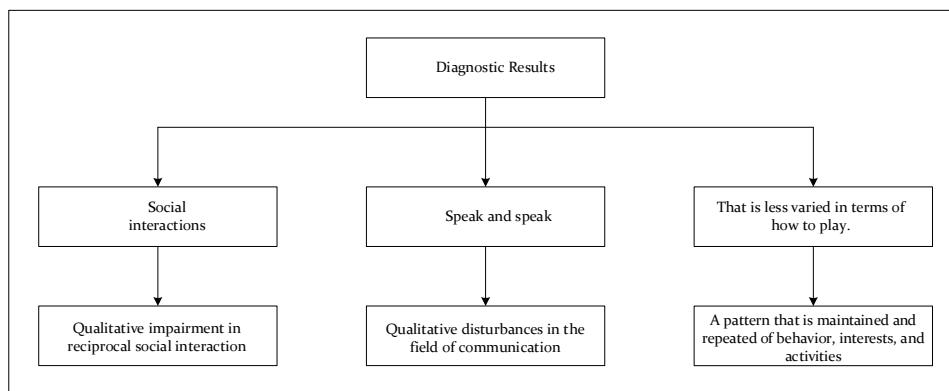 Diagnostic Results
Social
interactions
Speak and speak
That is less varied in terms of
how to play.
Qualitative impairment in
reciprocal social interaction
Qualitative disturbances in the
field of communication
A pattern that is maintained and
repeated of behavior, interests, and
activities